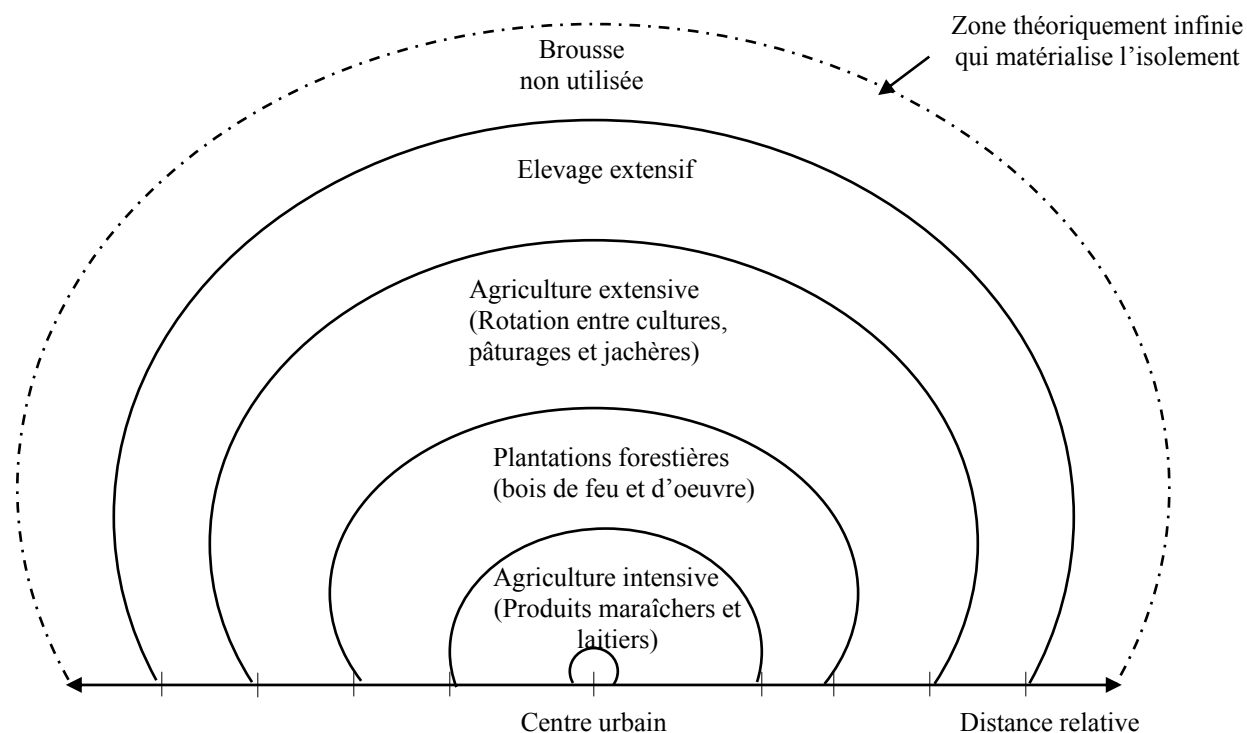 Zone théoriquement infinie
qui matérialise l’isolement
Brousse
non utilisée
Elevage extensif
Agriculture extensive
(Rotation entre cultures,
pâturages et jachères)
Plantations forestières
(bois de feu et d’oeuvre)
Agriculture intensive
(Produits maraîchers et
laitiers)
Centre urbain
Distance relative